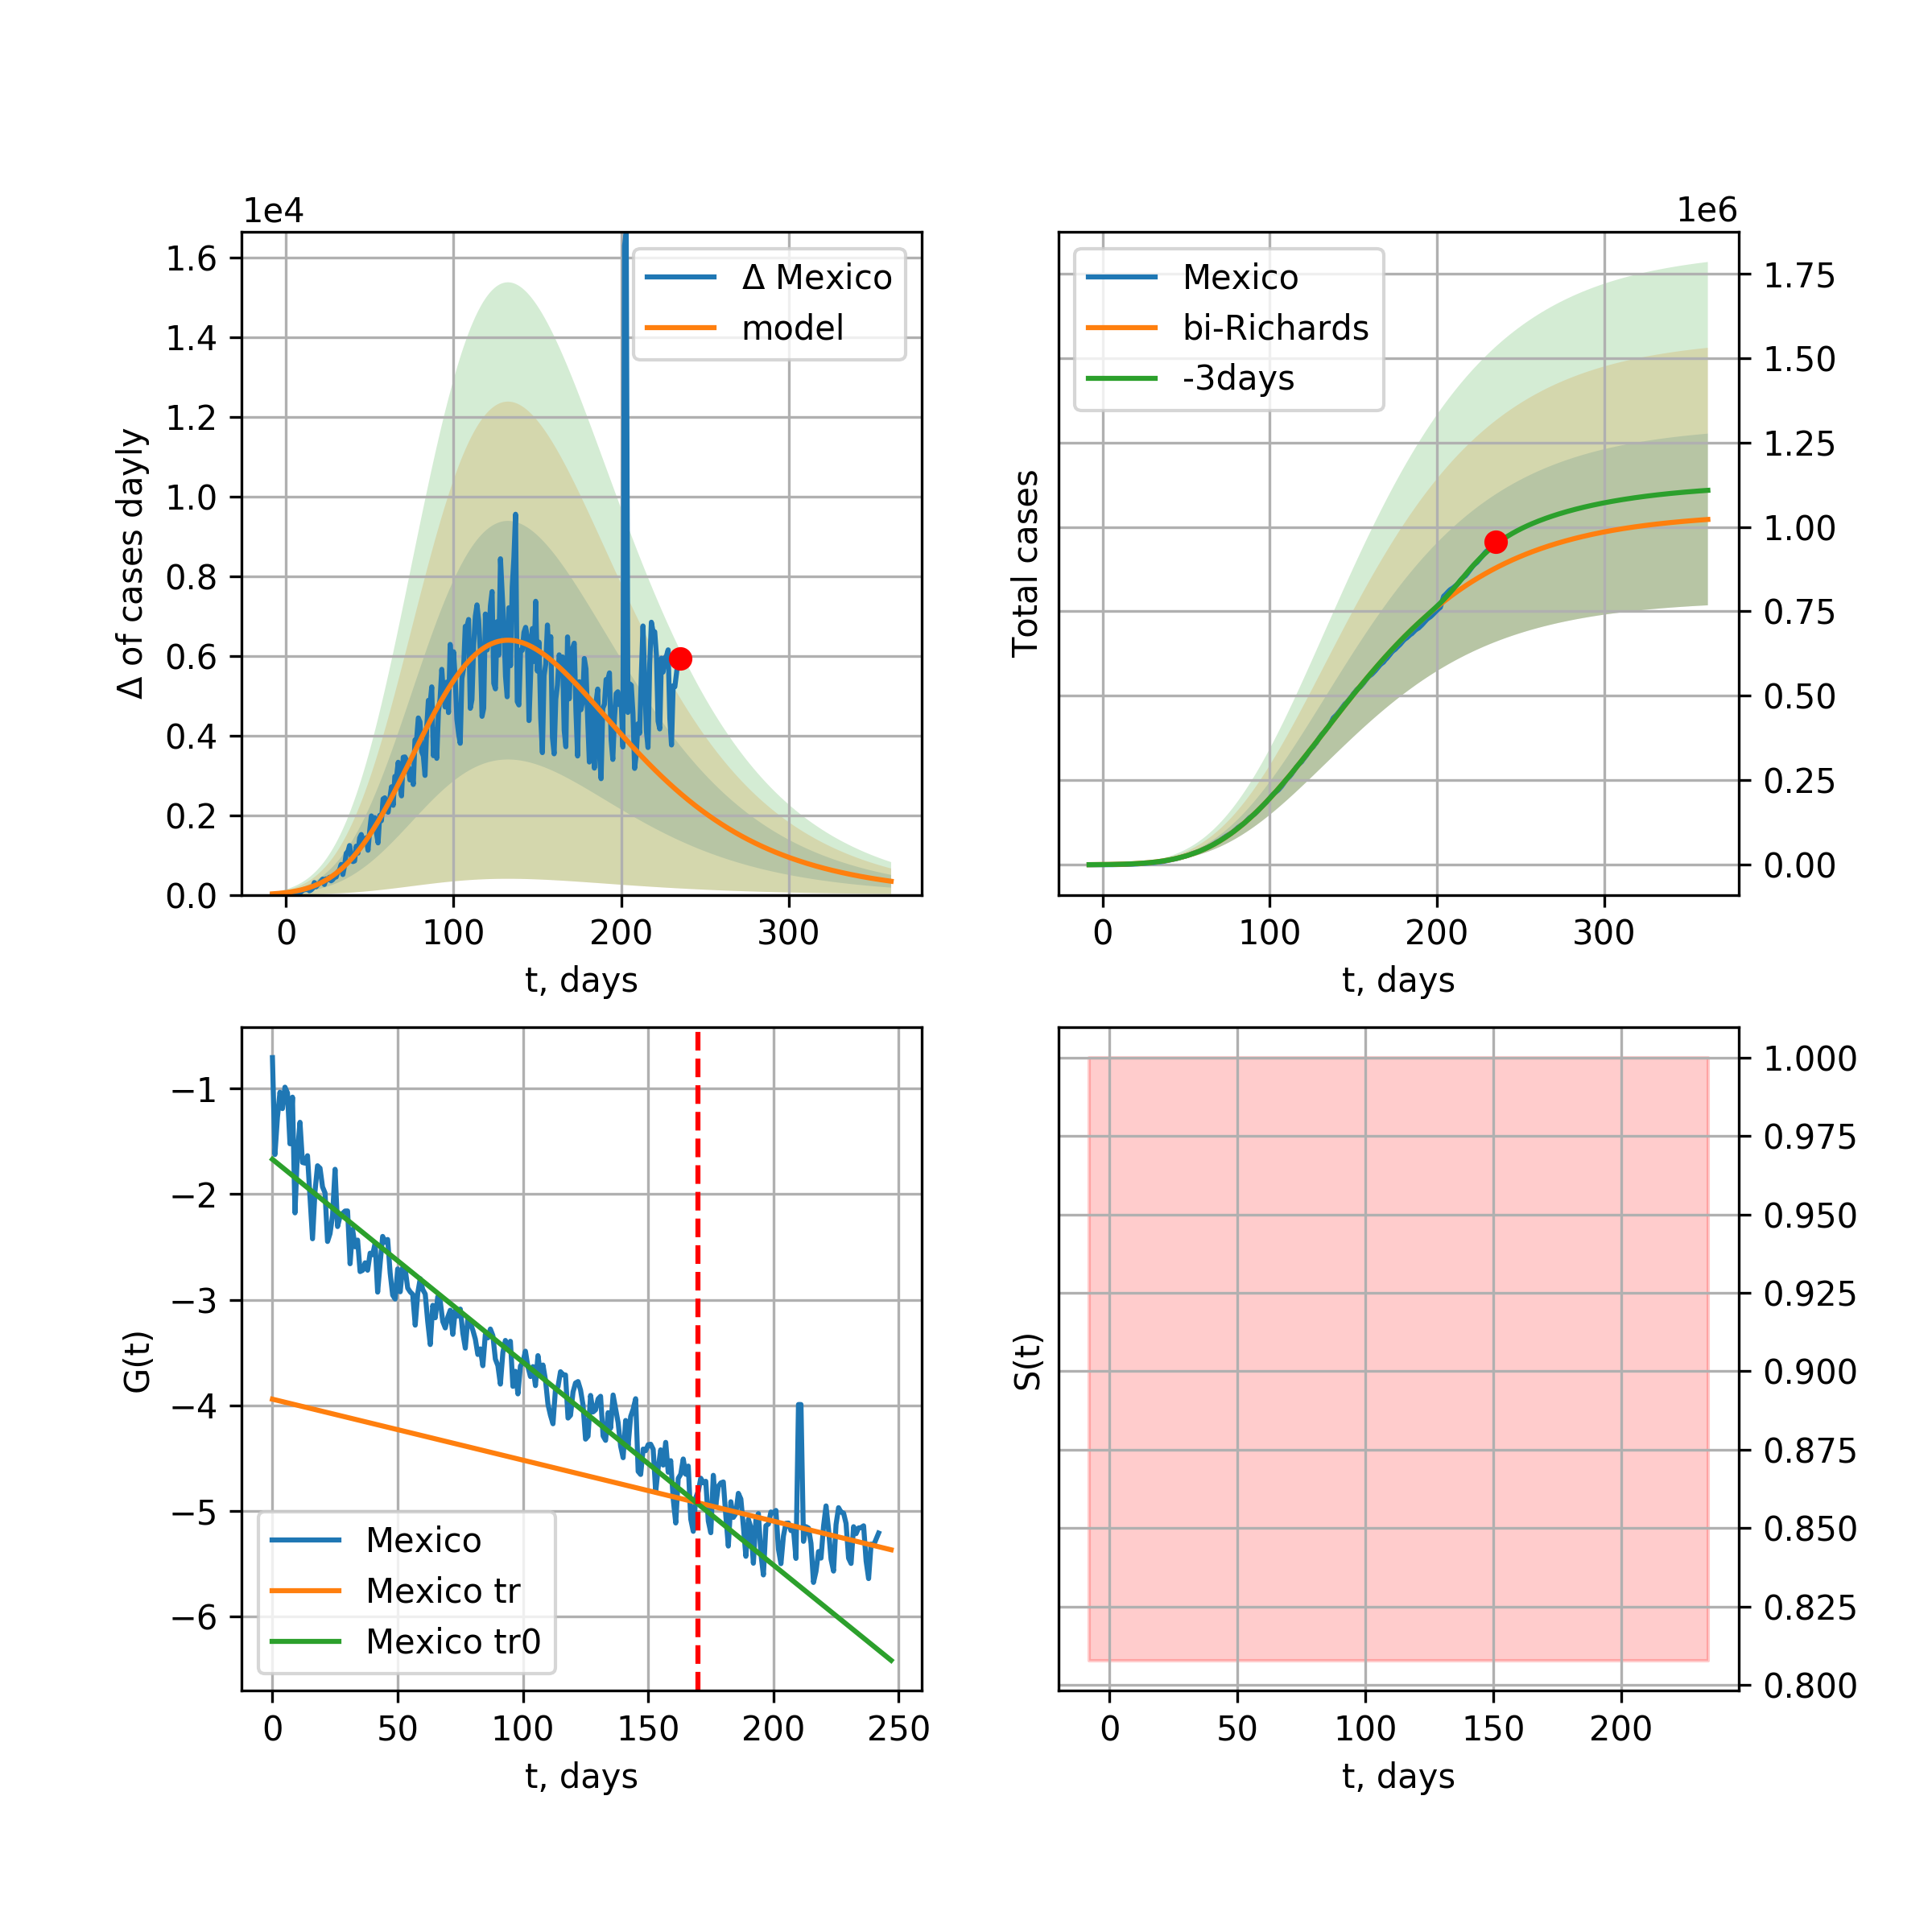 1e4
1.6
1.4
1.2
1.0
0.8
0.6
0.4
0.2
0.0
Δ of cases dayly
0 100 200 300
t, days
Δ Mexico
model
1e6
1.75
1.50
1.25
1.00
0.75
0.50
0.25
0.00
Total cases
0 100 200 300
t, days
Mexico
bi-Richards
-3days
−1
−2
−3
−4
−5
−6
G(t)
0 50 100 150 200 250
t, days
Mexico
Mexico tr
Mexico tr0
1.000
0.975
0.950
0.925
0.900
0.875
0.850
0.825
0.800
S(t)
0 50 100 150 200
t, days